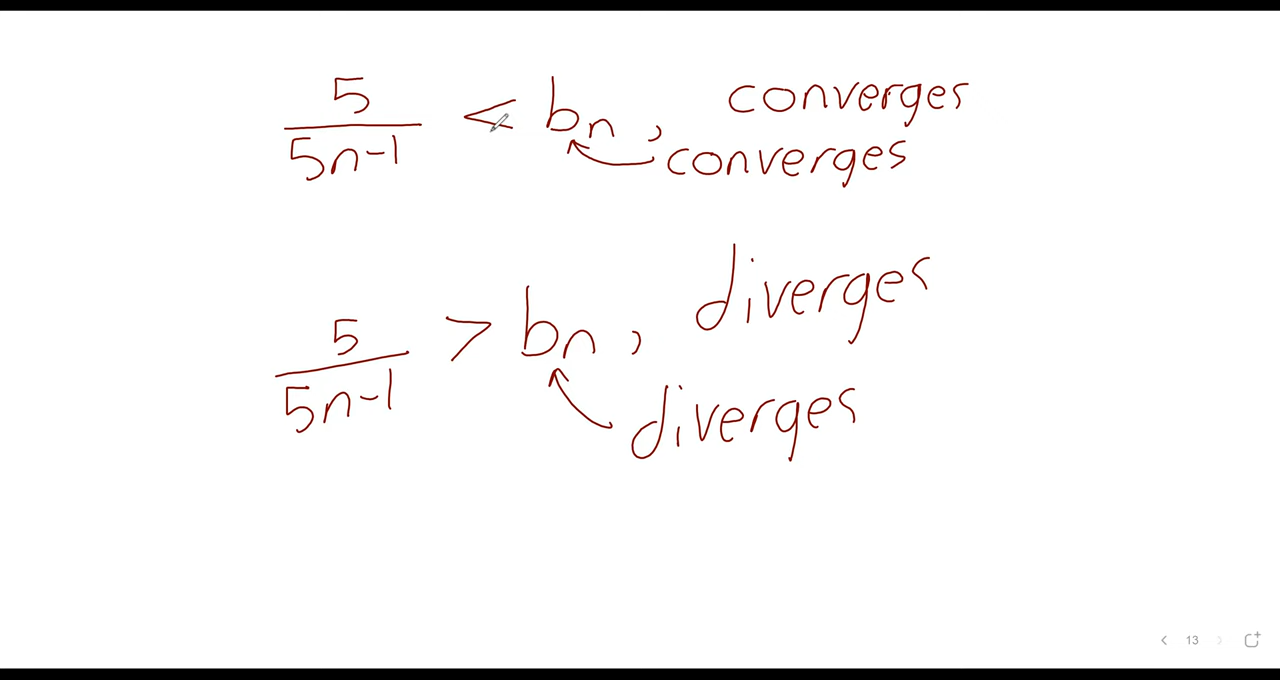 5/(5n-1) < bn, converges
converges
5/(5n-1) > bn, diverges
diverges
13